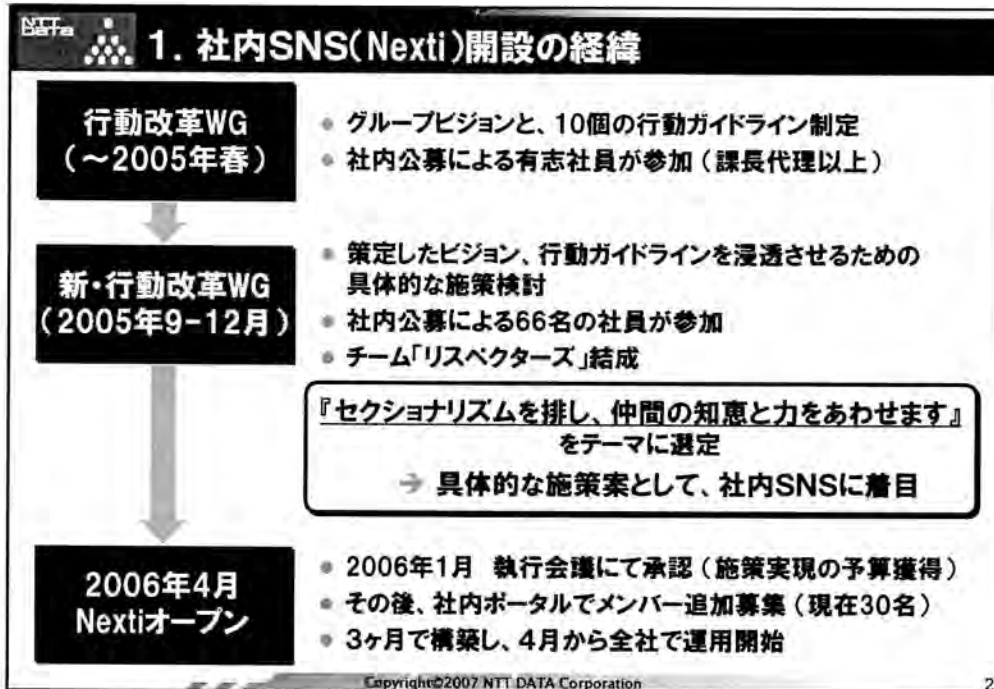 NTT DATA
1. 社内SNS(Nexti)開設の経緯
行動改革WG
(～2005年春)
グループビジョンと、10個の行動ガイドライン制定
社内公募による有志社員が参加(課長代理以上)
新・行動改革WG
(2005年9-12月)
策定したビジョン、行動ガイドラインを浸透させるための
具体的な施策検討
社内公募による66名の社員が参加
チーム「リスペクターズ」結成
『セクショナリズムを排し、仲間の知恵と力をあわせます』
をテーマに選定
→ 具体的な施策案として、社内SNSに着目
2006年4月
Nextiオープン
2006年1月 執行会議にて承認(施策実現の予算獲得)
その後、社内ポータルでメンバー追加募集(現在30名)
3ヶ月で構築し、4月から全社で運用開始
Copyright©2007 NTT DATA Corporation
2